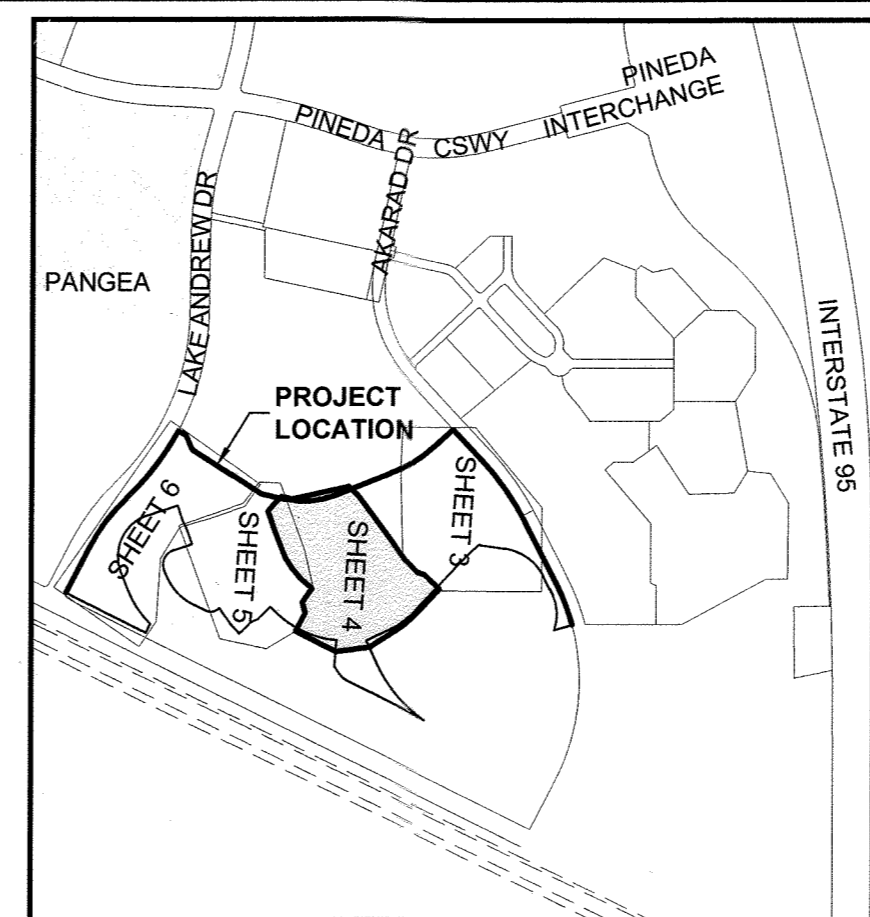 PINEDA
INTERCHANGE
PINEDA CSWY
AKARAD DR
LAKE ANDREW DR
PANGEA
INTERSTATE 95
PROJECT
LOCATION
SHEET 3
SHEET 6
SHEET 5
SHEET 4